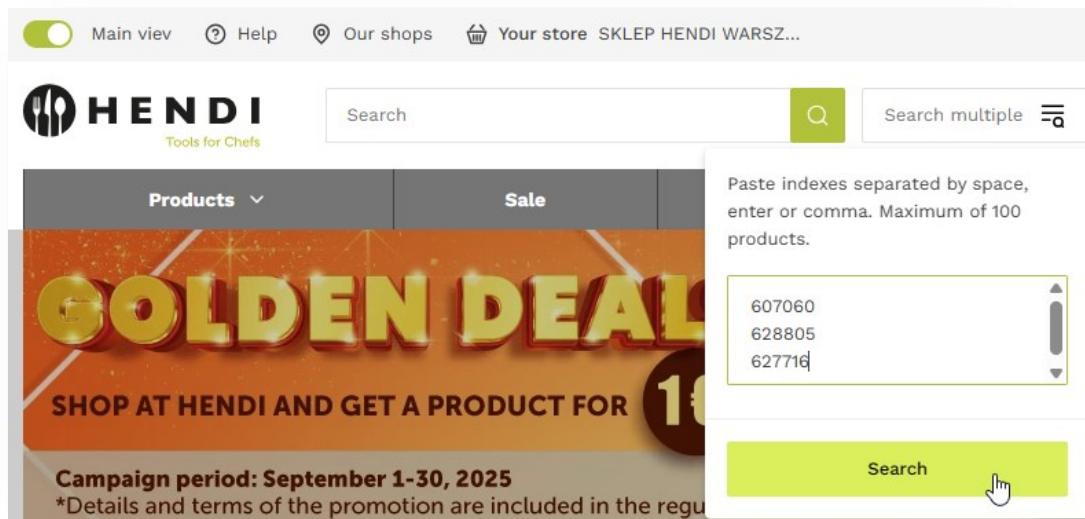 Main viev Help Our shops Your store SKLEP HENDI WARSZ...
HENDI
Tools for Chefs
Search
Search multiple
Products
Sale
Paste indexes separated by space,
enter or comma. Maximum of 100
products.
607060
628805
627716
Search
GOLDEN DEAL
SHOP AT HENDI AND GET A PRODUCT FOR
Campaign period: September 1-30, 2025
*Details and terms of the promotion are included in the regu